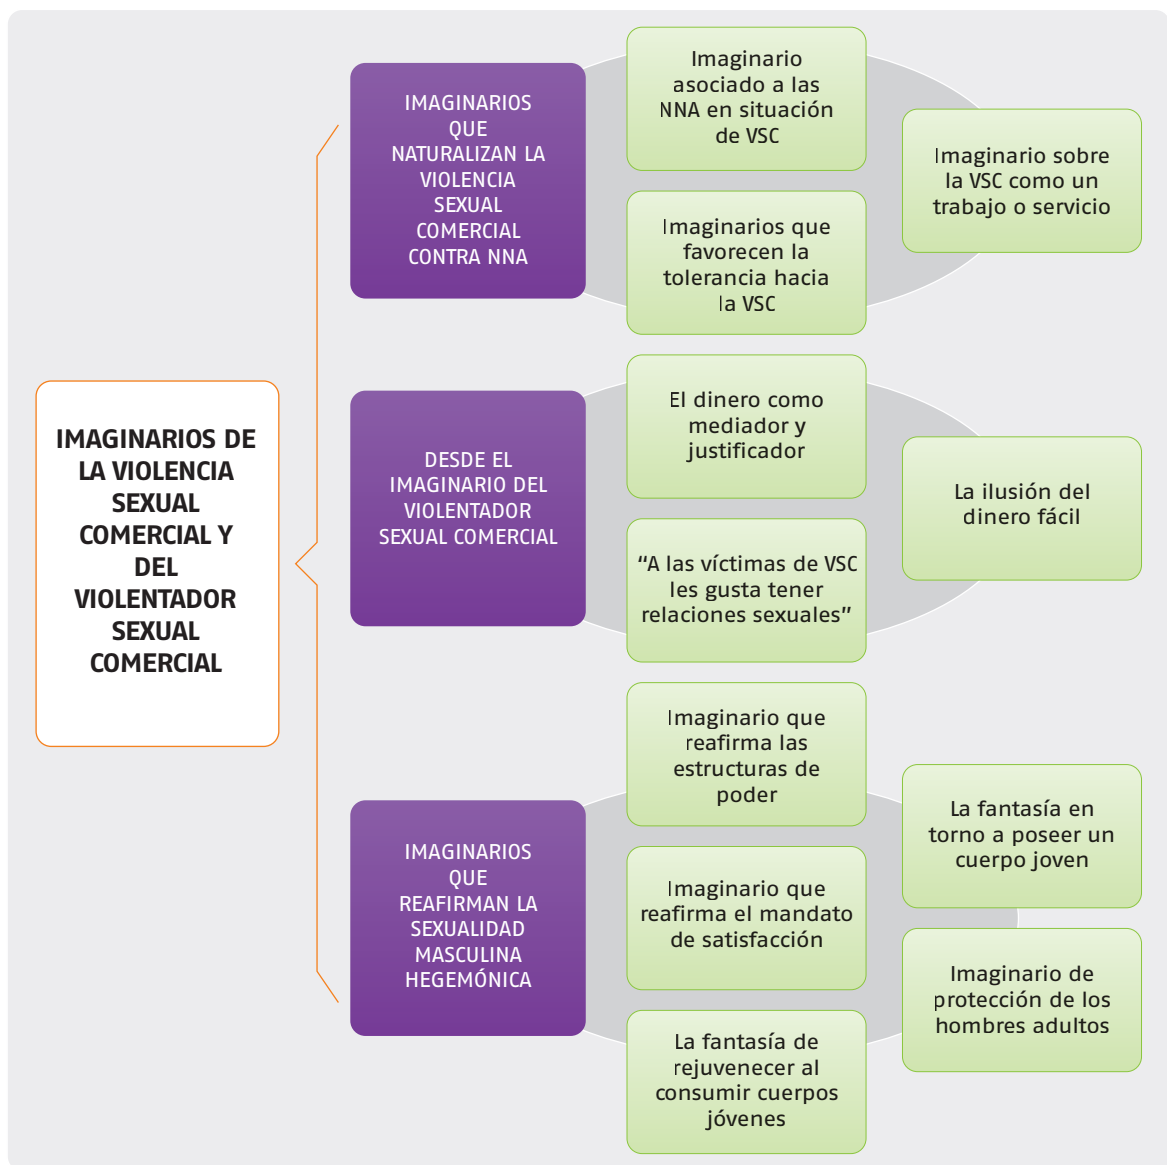 IMAGINARIOS DE
LA VIOLENCIA
SEXUAL
COMERCIAL Y
DEL
VIOLENTADOR
SEXUAL
COMERCIAL
IMAGINARIOS
QUE
NATURALIZAN LA
VIOLENCIA
SEXUAL
COMERCIAL
CONTRA NNA
Imaginario
asociado a las
NNA en situación
de VSC
Imaginarios que
favorecen la
tolerancia hacia
la VSC
Imaginario sobre
la VSC como un
trabajo o servicio
DESDE EL
IMAGINARIO DEL
VIOLENTADOR
SEXUAL COMERCIAL
El dinero como
mediador y
justificador
“A las víctimas de VSC
les gusta tener
relaciones sexuales”
La ilusión del
dinero fácil
IMAGINARIOS
QUE
REAFIRMAN LA
SEXUALIDAD
MASCULINA
HEGEMÓNICA
Imaginario que
reafirma las
estructuras de
poder
Imaginario que
reafirma el mandato
de satisfacción
La fantasía de
rejuvenecer al
consumir cuerpos
jóvenes
La fantasía en
torno a poseer un
cuerpo joven
Imaginario de
protección de los
hombres adultos